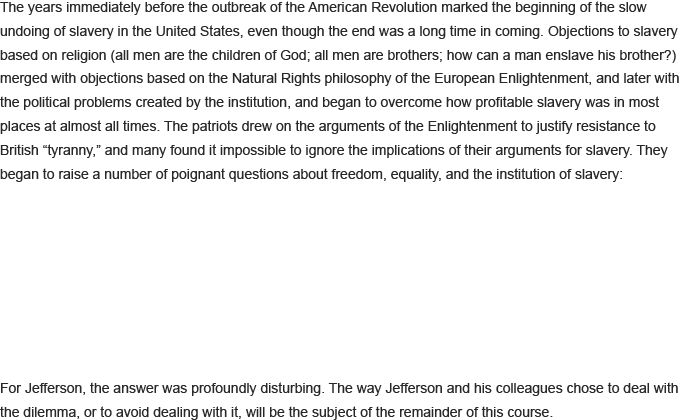 The years immediately before the outbreak of the American Revolution marked the beginning of the slow
undoing of slavery in the United States, even though the end was a long time in coming. Objections to slavery
based on religion (all men are the children of God; all men are brothers; how can a man enslave his brother?)
merged with objections based on the Natural Rights philosophy of the European Enlightenment, and later with
the political problems created by the institution, and began to overcome how profitable slavery was in most
places at almost all times. The patriots drew on the arguments of the Enlightenment to justify resistance to
British “tyranny,” and many found it impossible to ignore the implications of their arguments for slavery. They
began to raise a number of poignant questions about freedom, equality, and the institution of slavery:
For Jefferson, the answer was profoundly disturbing. The way Jefferson and his colleagues chose to deal with
the dilemma, or to avoid dealing with it, will be the subject of the remainder of this course.